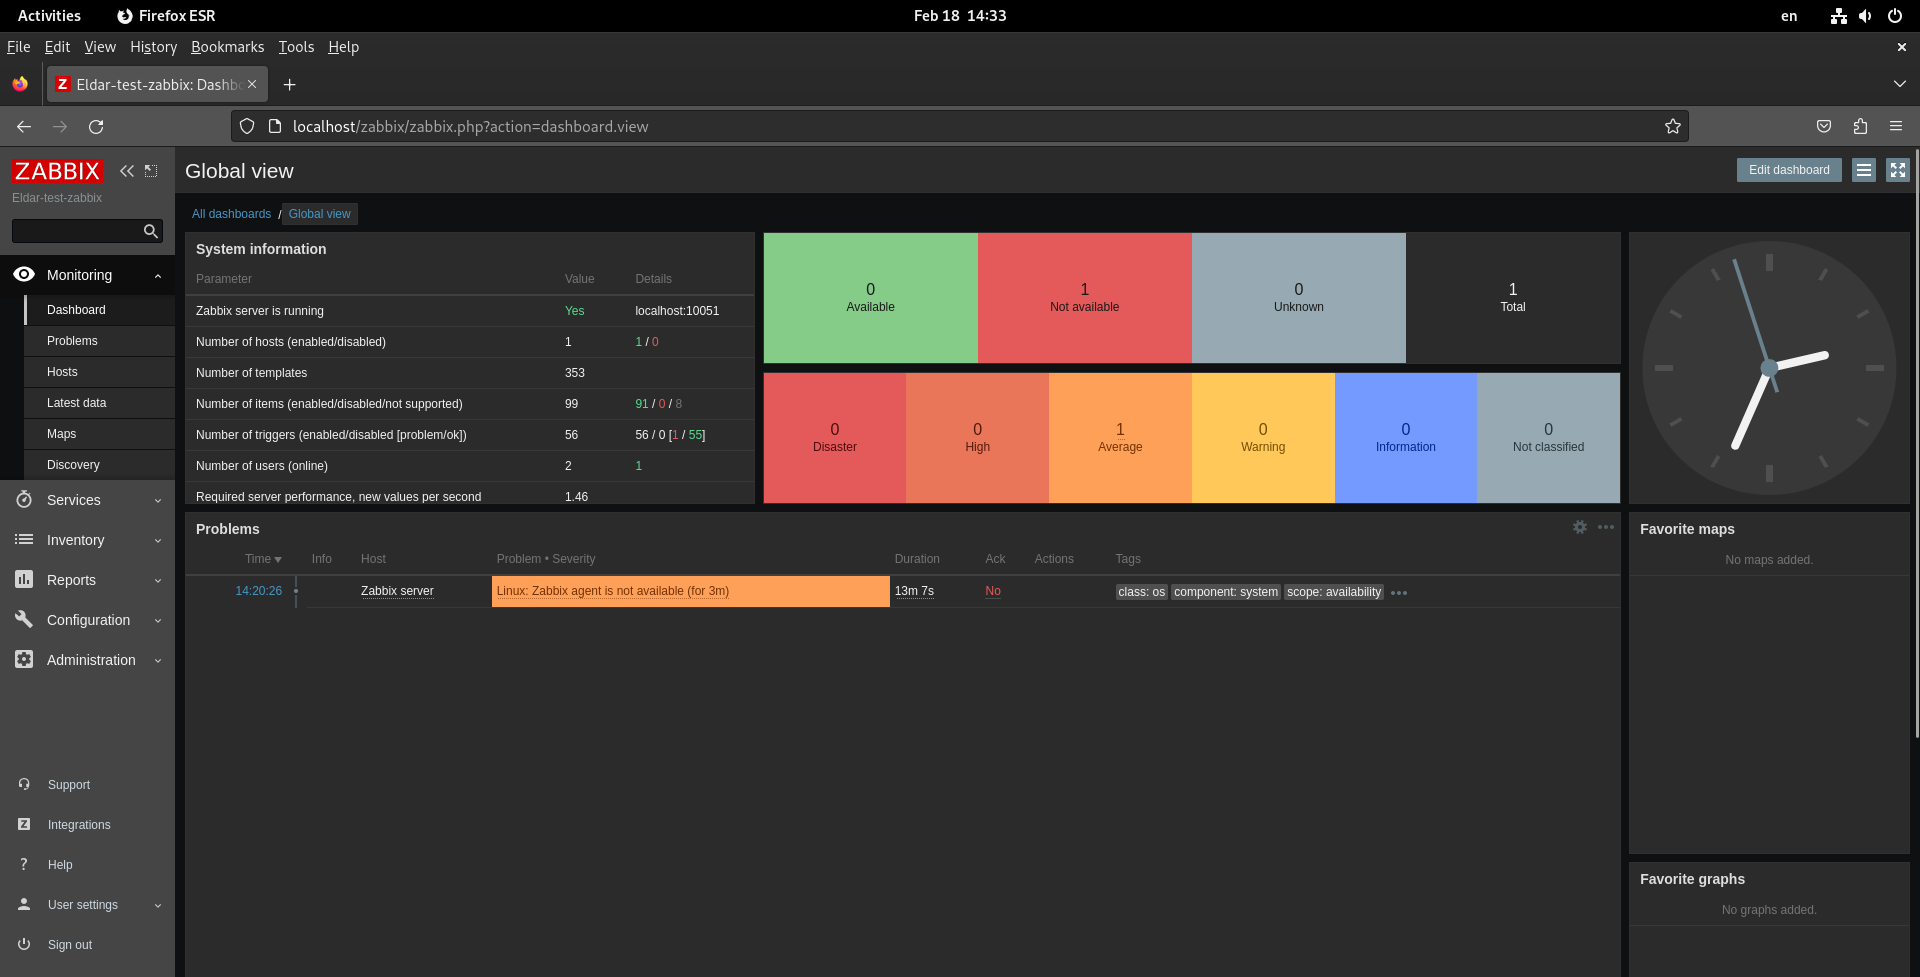 Activities Firefox ESR Feb 18 14:33 en
File Edit View History Bookmarks Tools Help
Z Eldar-test-zabbix: Dashbo
localhost/zabbix/zabbix.php?action=dashboard.view
ZABBIX
Eldar-test-zabbix
Monitoring
Dashboard
Problems
Hosts
Latest data
Maps
Discovery
Services
Inventory
Reports
Configuration
Administration
Support
Z Integrations
? Help
User settings
Sign out
Global view
Edit dashboard
All dashboards / Global view
System information
Parameter Value Details
Zabbix server is running Yes localhost:10051
Number of hosts (enabled/disabled) 1 1 / 0
Number of templates 353
Number of items (enabled/disabled/not supported) 99 91 / 0 / 8
Number of triggers (enabled/disabled [problem/ok]) 56 56 / 0 [1 / 55]
Number of users (online) 2 1
Required server performance, new values per second 1.46
0 1 0 1
Available Not available Unknown Total
0 0 1 0 0 0
Disaster High Average Warning Information Not classified
Problems
Time Info Host Problem • Severity Duration Ack Actions Tags
14:20:26 Zabbix server Linux: Zabbix agent is not available (for 3m) 13m 7s No class: os component: system scope: availability
Favorite maps
No maps added.
Favorite graphs
No graphs added.